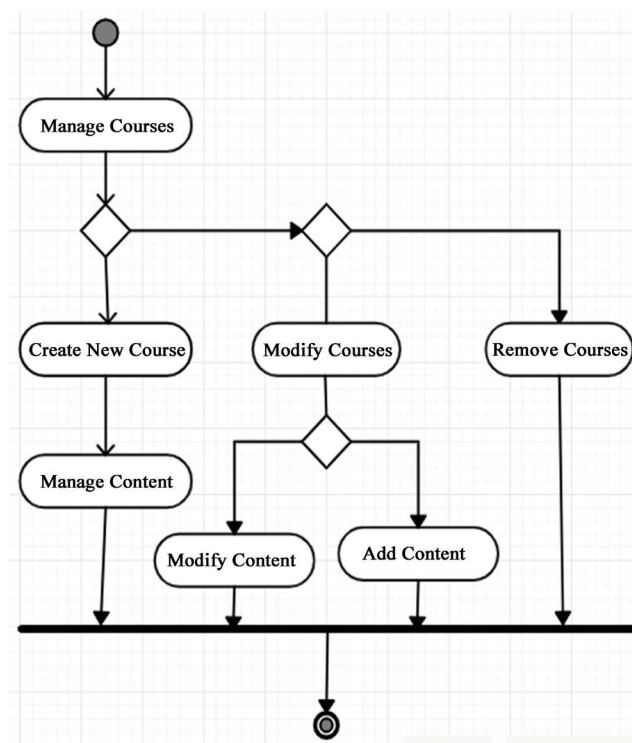 Manage Courses
Create New Course
Modify Courses
Remove Courses
Manage Content
Modify Content
Add Content